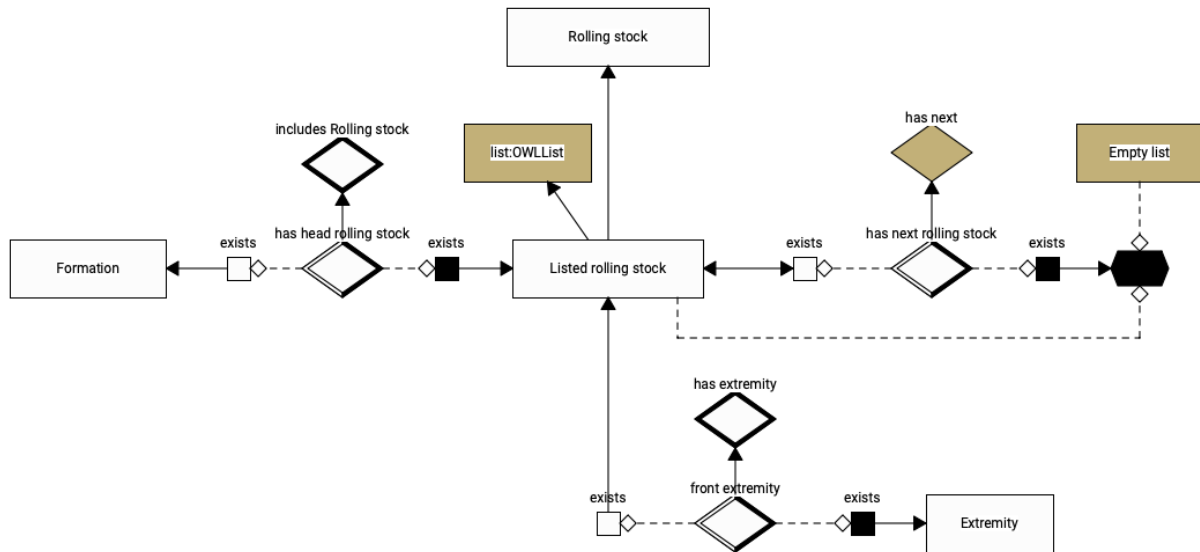 Rolling stock
includes Rolling stock
list:OWLList
has next
Empty list
exists
has head rolling stock
exists
exists
has next rolling stock
exists
Formation
Listed rolling stock
has extremity
exists
front extremity
exists
Extremity